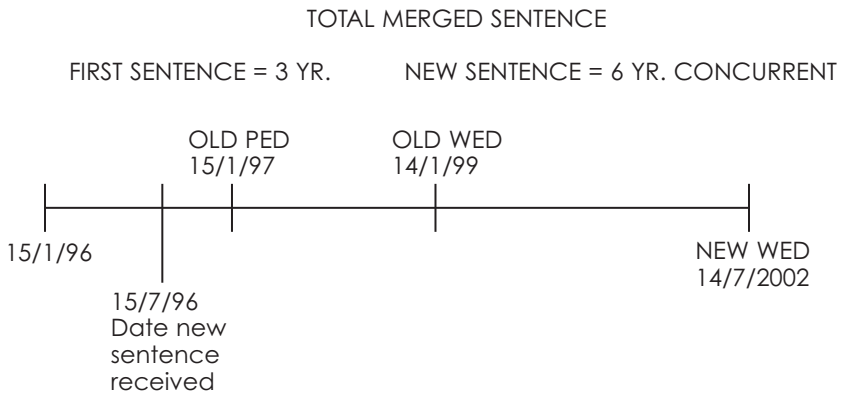 TOTAL MERGED SENTENCE
FIRST SENTENCE = 3 YR.
NEW SENTENCE = 6 YR. CONCURRENT
OLD PED
15/1/97
OLD WED
14/1/99
15/1/96
15/7/96
Date new
sentence
received
NEW WED
14/7/2002